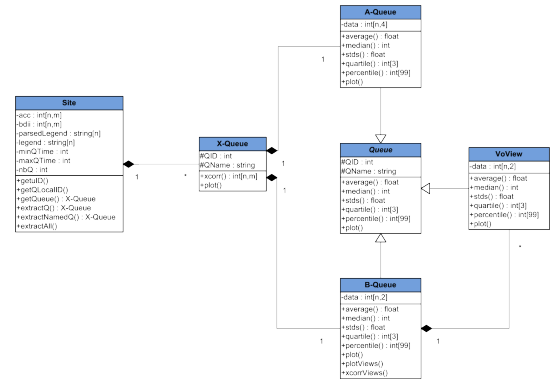 A-Queue
-data : int[n,4]
+average() : float
+median() : int
+stds() : float
+quartile() : int[3]
+percentile() : int[99]
+plot()
1
Site
-acc : int[n,m]
-bdii : int[n,m]
-parsedLegend : string[n]
-legend : string[n]
-minQTime : int
-maxQTime : int
-nbQ : int
+getuID()
+getQLocalID()
+getQueue() : X-Queue
+extractQ() : X-Queue
+extractNamedQ() : X-Queue
+extractAll()
1
*
X-Queue
#QID : int
#QName : string
+xcorr() : int[n,m]
+plot()
1
1
Queue
#QID : int
#QName : string
+average() : float
+median() : int
+stds() : float
+quartile() : int[3]
+percentile() : int[99]
+plot()
VoView
-data : int[n,2]
+average() : float
+median() : int
+stds() : float
+quartile() : int[3]
+percentile() : int[99]
+plot()
*
B-Queue
-data : int[n,2]
+average() : float
+median() : int
+stds() : float
+quartile() : int[3]
+percentile() : int[99]
+plot()
+plotViews()
+xcorrViews()
1
1